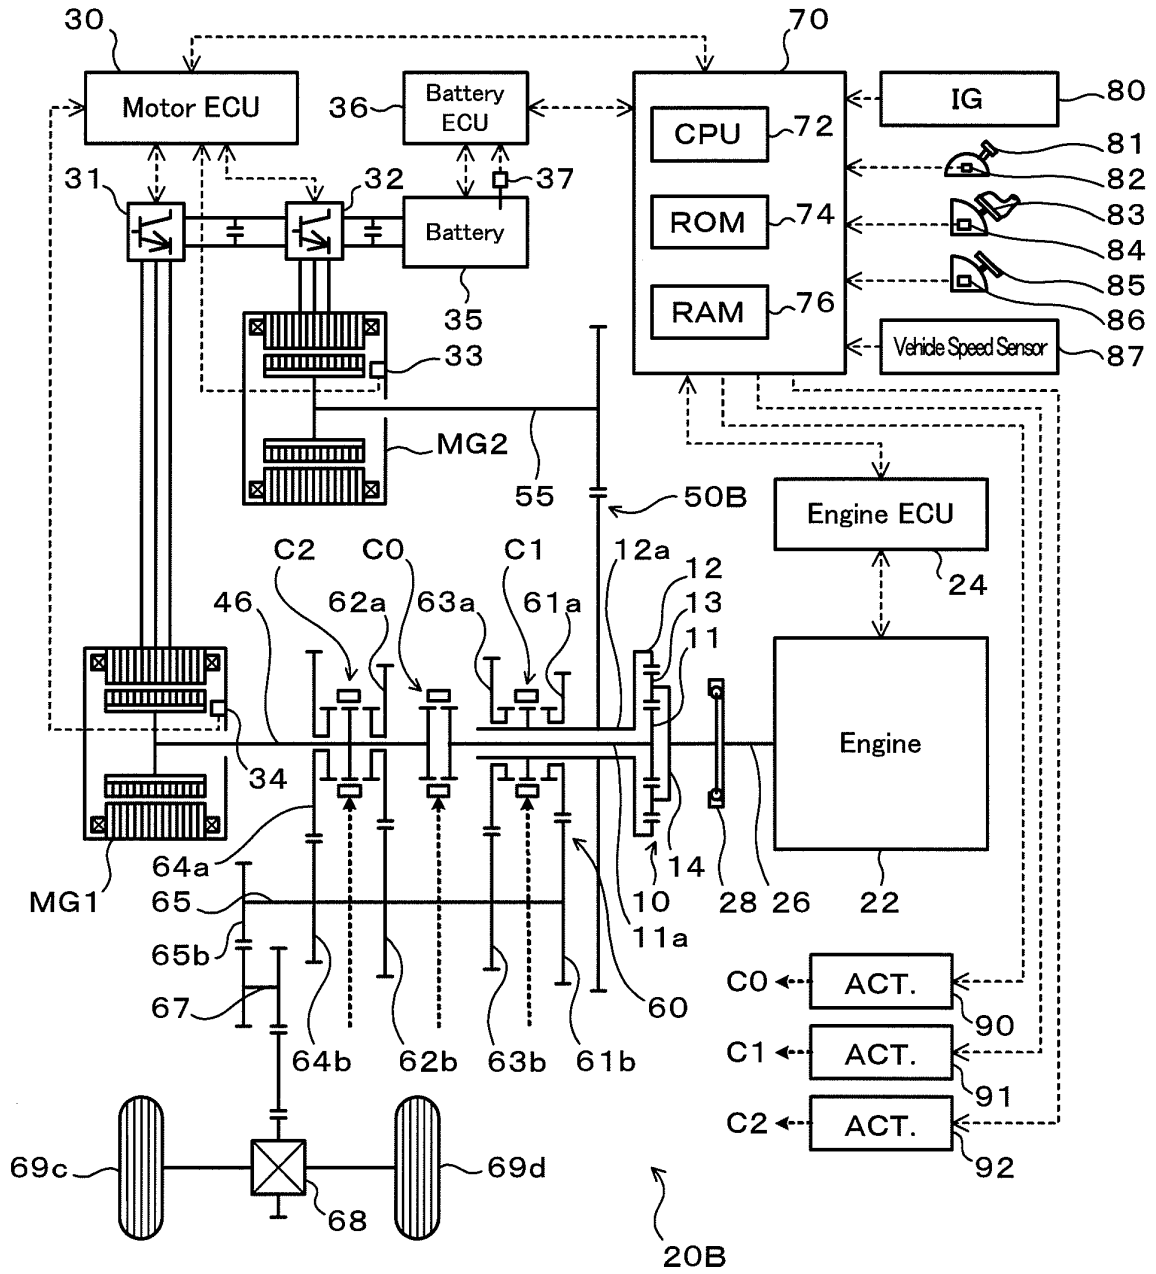 30
70
Motor ECU
36
Battery
ECU
IG
80
CPU
72
81
82
31
32
37
ROM
74
83
84
Battery
85
35
RAM
76
86
33
Vehicle Speed Sensor
87
MG2
55
50B
Engine ECU
24
C2
C0
C1
12a
12
46
62a
63a
61a
13
11
34
Engine
64a
14
MG1
65
10
28
26
22
65b
11a
67
60
C0
ACT.
90
64b
62b
63b
61b
C1
ACT.
91
C2
ACT.
92
69c
69d
68
20B